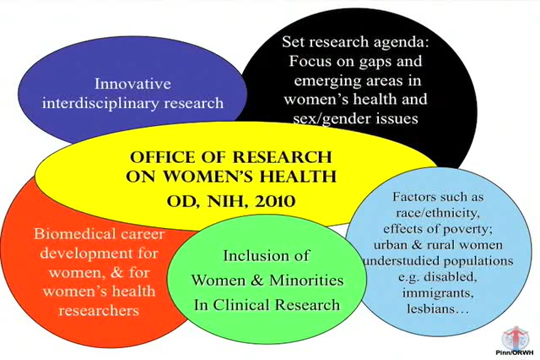 Innovative
interdisciplinary research
Set research agenda:
Focus on gaps and
emerging areas in
women's health and
sex/gender issues
OFFICE OF RESEARCH
ON WOMEN'S HEALTH
OD, NIH, 2010
Biomedical career
development for
women, & for
women's health
researchers
Inclusion of
Women & Minorities
In Clinical Research
Factors such as
race/ethnicity,
effects of poverty;
urban & rural women
understudied populations
e.g. disabled,
immigrants,
lesbians…
Pinn/ORWH